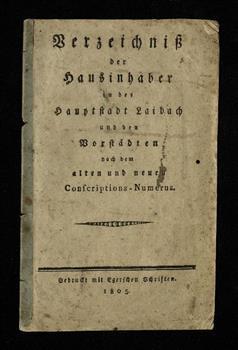 Verzeichniß
der
Hausinhaber
in der
Hauptstadt Laibach
und den
Vorstädten
nach dem
alten und neuen
Conscriptions-Numerus.
Gedruckt mit Egerschen Schriften.
1805.